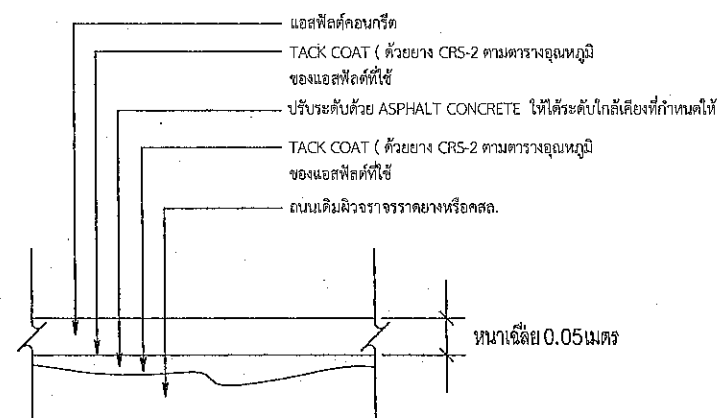 แอสฟัลต์คอนกรีต
TACK COAT ( ด้วยยาง CRS-2 ตามตารางอุณหภูมิ
ของแอสฟัลต์ที่ใช้
ปรับระดับด้วย ASPHALT CONCRETE ให้ได้ระดับใกล้เคียงที่กำหนดให้
TACK COAT ( ด้วยยาง CRS-2 ตามตารางอุณหภูมิ
ของแอสฟัลต์ที่ใช้
ถนนเดิมผิวจราจรราดยางหรือคสล.
หนาเฉลี่ย 0.05เมตร